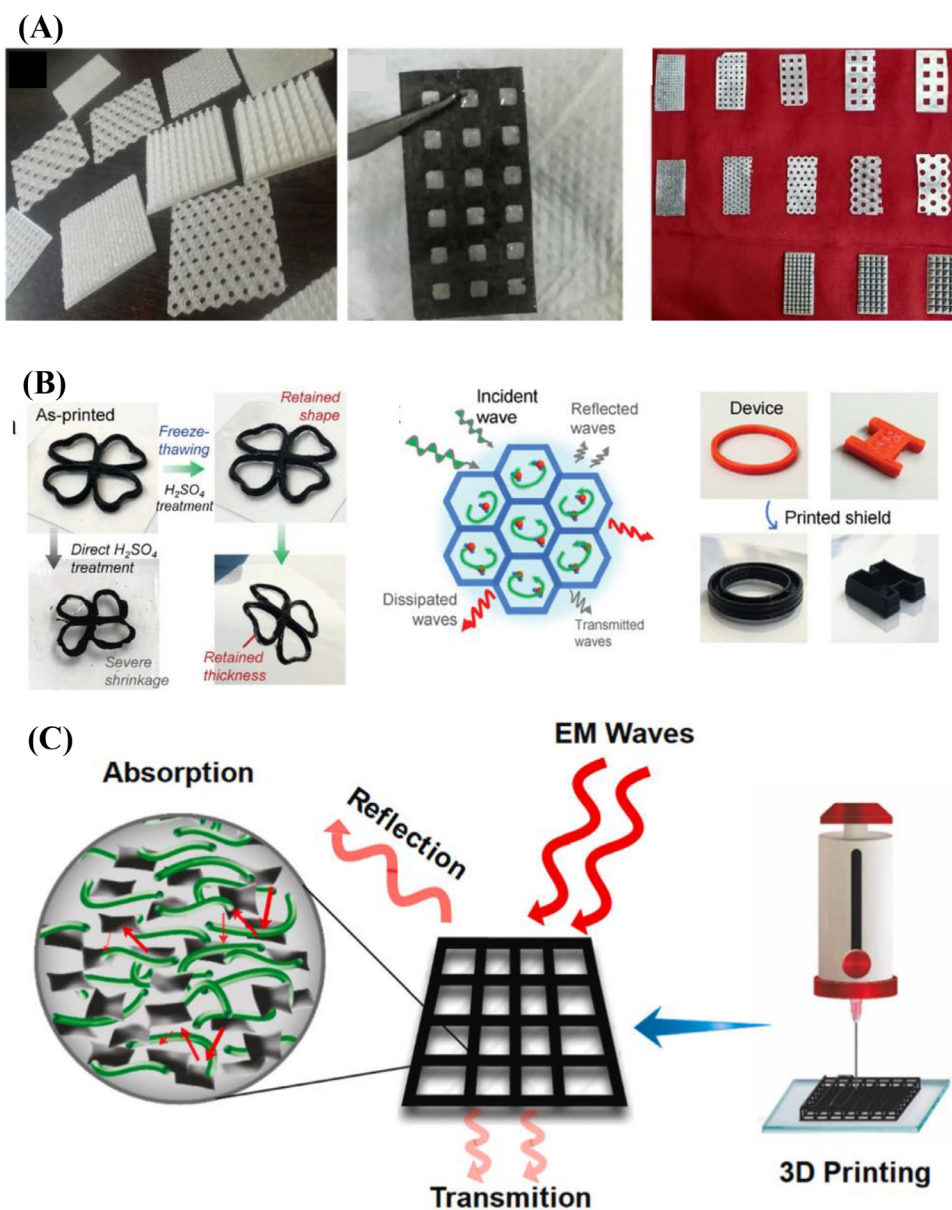 (A)
(B)
As-printed
Freeze-
thawing
H₂SO₄
treatment
Retained
shape
Direct H₂SO₄
treatment
Severe
shrinkage
Retained
thickness
Incident
wave
Reflected
waves
Dissipated
waves
Transmitted
waves
Device
Printed shield
(C)
Absorption
Reflection
EM Waves
Transmition
3D Printing